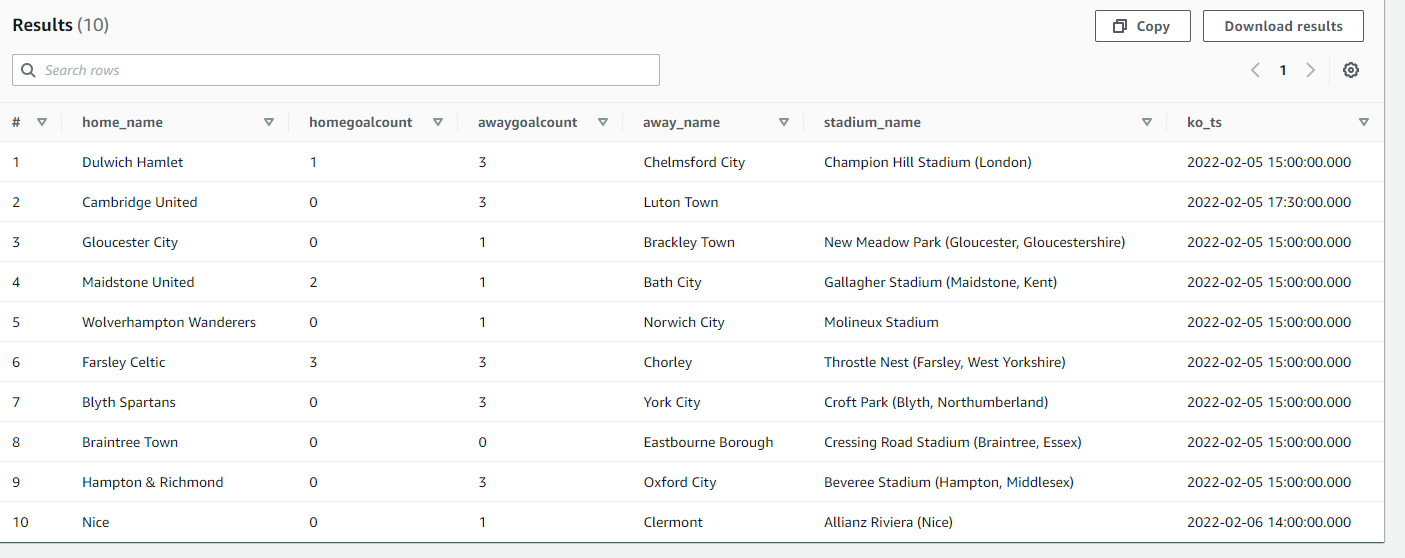 Results (10)
Copy
Download results
Search rows
1
# home_name homegoalcount awaygoalcount away_name stadium_name ko_ts
1 Dulwich Hamlet 1 3 Chelmsford City Champion Hill Stadium (London) 2022-02-05 15:00:00.000
2 Cambridge United 0 3 Luton Town 2022-02-05 17:30:00.000
3 Gloucester City 0 1 Brackley Town New Meadow Park (Gloucester, Gloucestershire) 2022-02-05 15:00:00.000
4 Maidstone United 2 1 Bath City Gallagher Stadium (Maidstone, Kent) 2022-02-05 15:00:00.000
5 Wolverhampton Wanderers 0 1 Norwich City Molineux Stadium 2022-02-05 15:00:00.000
6 Farsley Celtic 3 3 Chorley Throstle Nest (Farsley, West Yorkshire) 2022-02-05 15:00:00.000
7 Blyth Spartans 0 3 York City Croft Park (Blyth, Northumberland) 2022-02-05 15:00:00.000
8 Braintree Town 0 0 Eastbourne Borough Cressing Road Stadium (Braintree, Essex) 2022-02-05 15:00:00.000
9 Hampton & Richmond 0 3 Oxford City Beveree Stadium (Hampton, Middlesex) 2022-02-05 15:00:00.000
10 Nice 0 1 Clermont Allianz Riviera (Nice) 2022-02-06 14:00:00.000